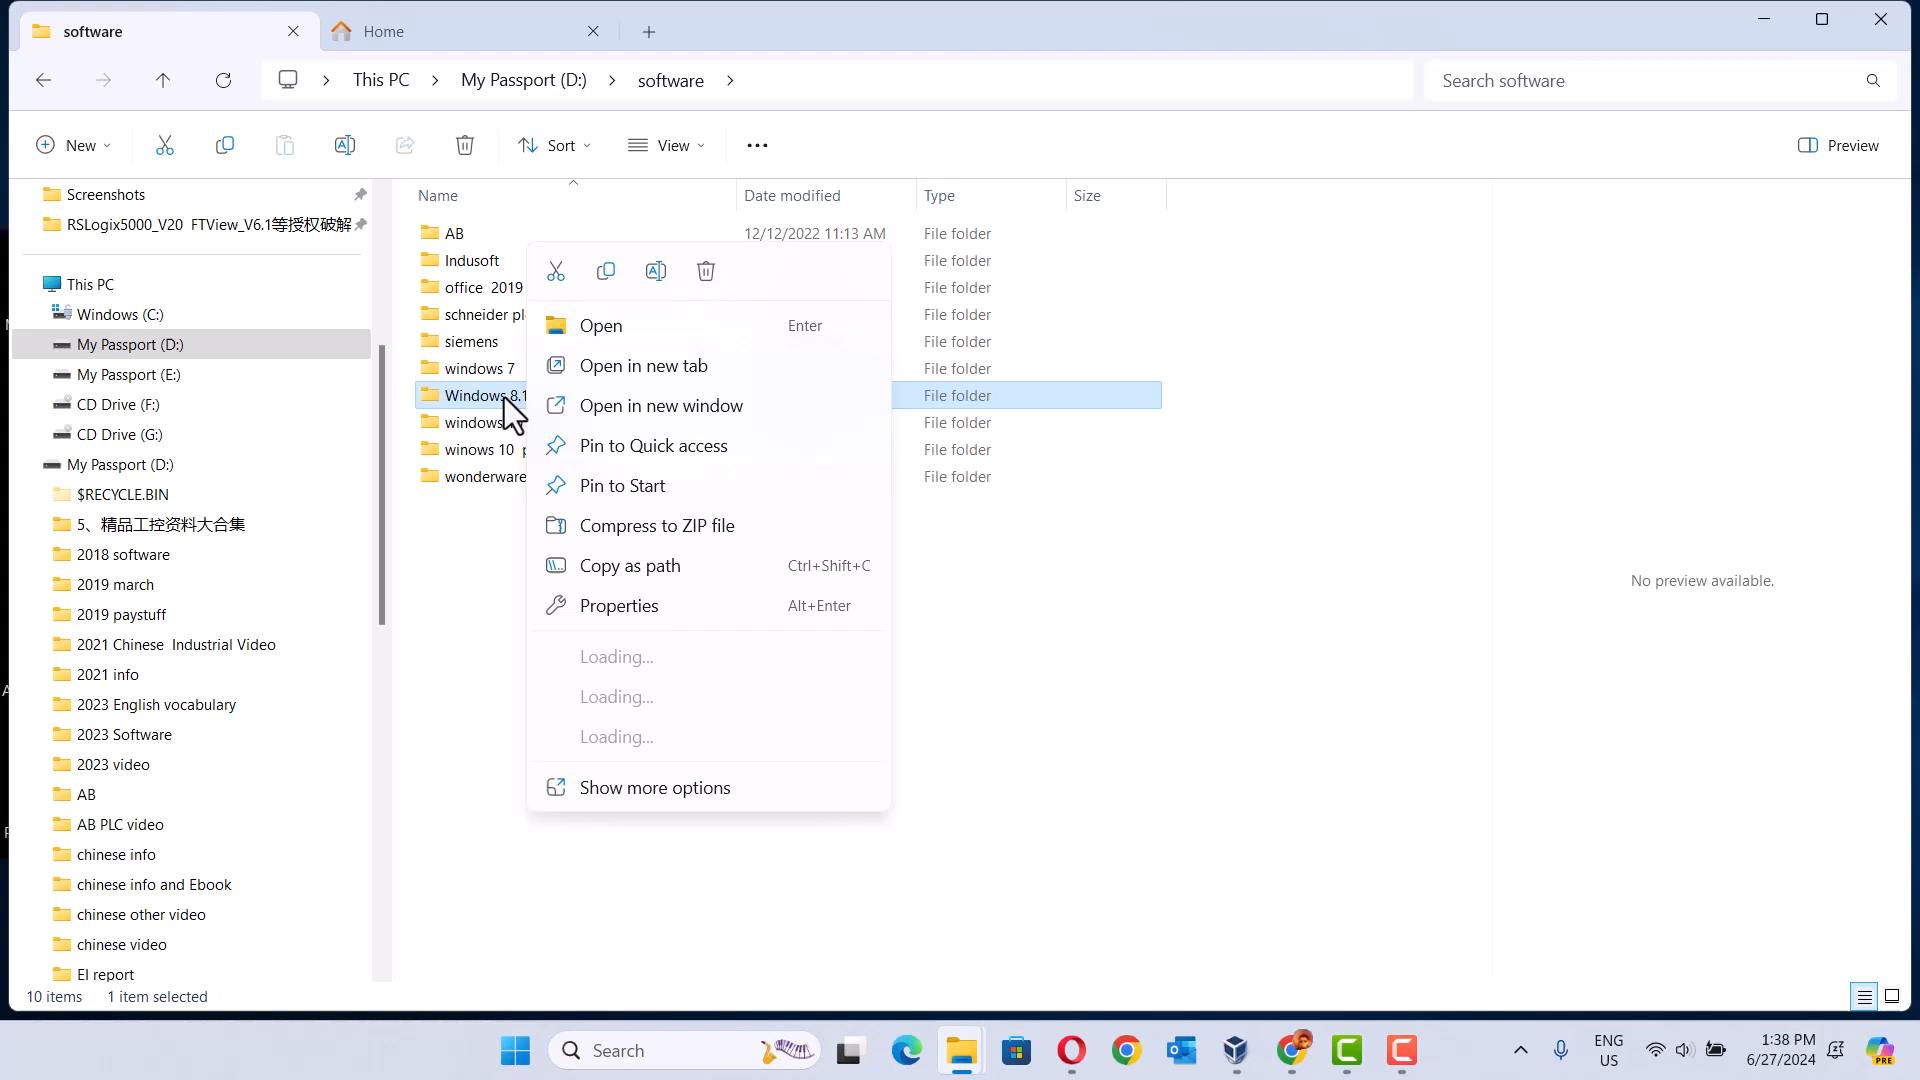 software
Home
This PC
My Passport (D:)
software
Search software
New
Sort
View
Preview
Screenshots
RSLogix5000_V20 FTView_V6.1等授权破解
This PC
Windows (C:)
My Passport (D:)
My Passport (E:)
CD Drive (F:)
CD Drive (G:)
My Passport (D:)
$RECYCLE.BIN
5、精品工控资料大合集
2018 software
2019 march
2019 paystuff
2021 Chinese Industrial Video
2021 info
2023 English vocabulary
2023 Software
2023 video
AB
AB PLC video
chinese info
chinese info and Ebook
chinese other video
chinese video
EI report
Name Date modified Type Size
AB 12/12/2022 11:13 AM File folder
Indusoft File folder
office 2019 File folder
schneider File folder
siemens File folder
windows 7 File folder
Windows 8.1 File folder
windows File folder
winows 10 File folder
wonderware File folder
Open Enter
Open in new tab
Open in new window
Pin to Quick access
Pin to Start
Compress to ZIP file
Copy as path Ctrl+Shift+C
Properties Alt+Enter
Loading...
Loading...
Loading...
Show more options
No preview available.
10 items 1 item selected
Search
ENG
US
1:38 PM
6/27/2024
PRE